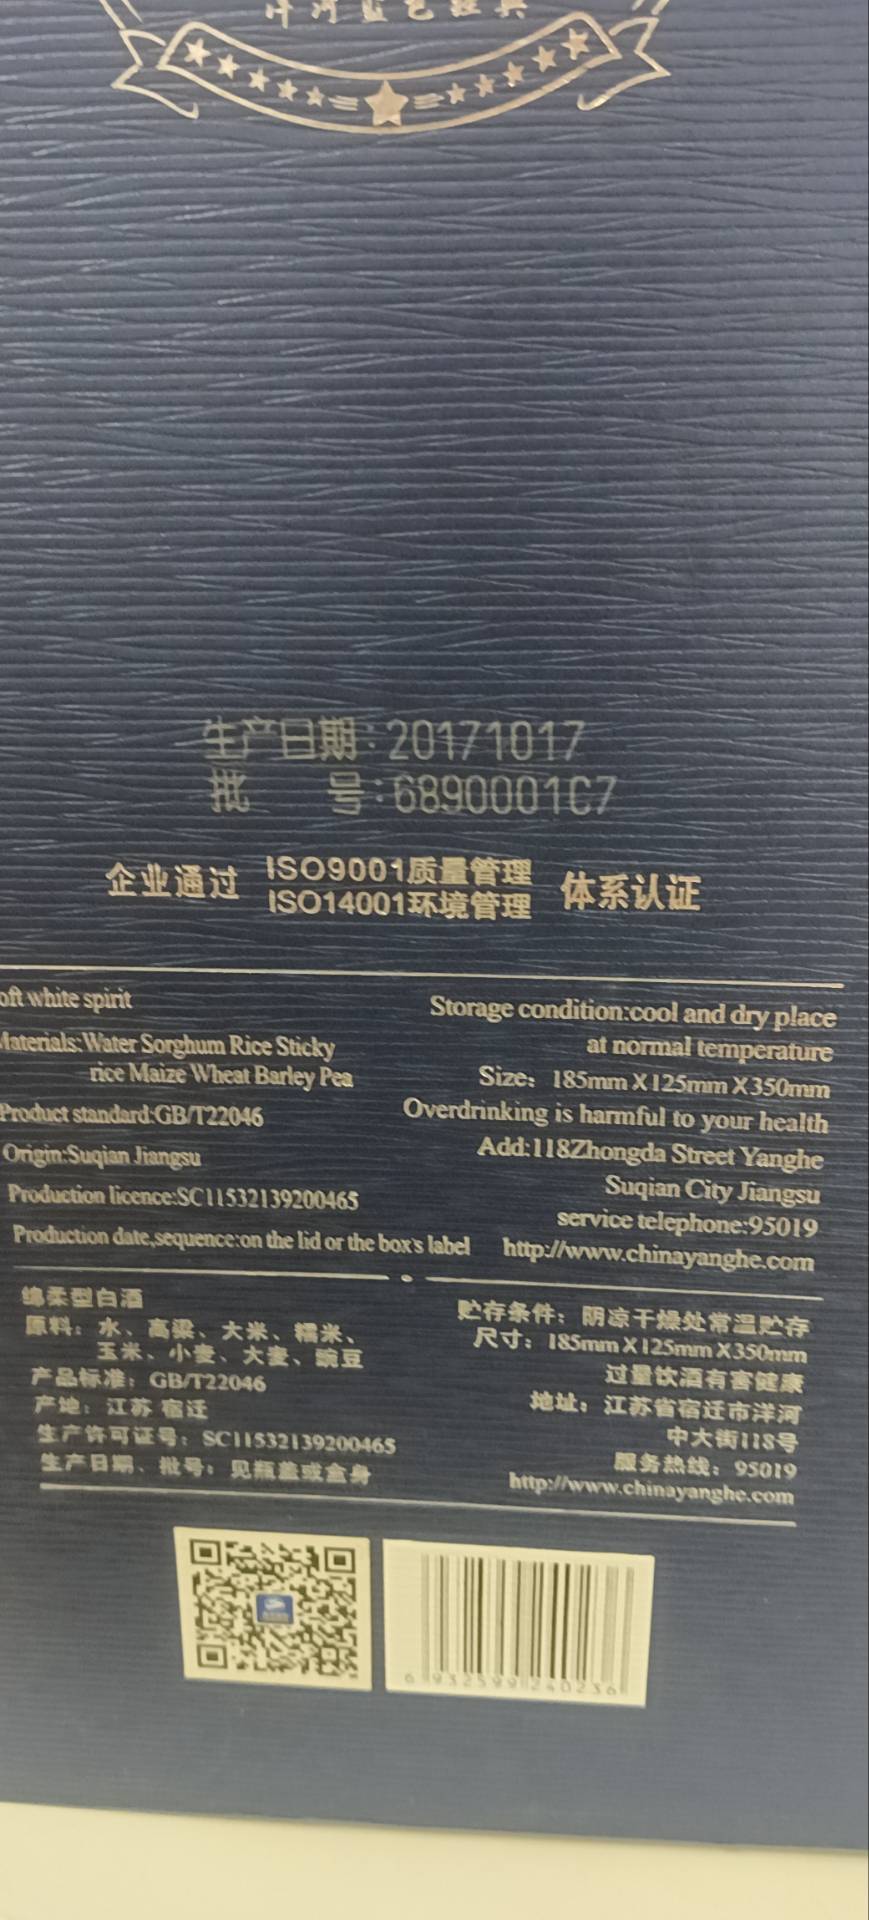 洋河蓝色经典
生产日期:20171017
批 号:6890001C7
企业通过 ISO9001质量管理 体系认证
ISO14001环境管理
oft white spirit
Materials:Water Sorghum Rice Sticky
rice Maize Wheat Barley Pea
Product standard:GB/T22046
Origin:Suqian Jiangsu
Production licence:SC11532139200465
Production date,sequence:on the lid or the box's label
Storage condition:cool and dry place
at normal temperature
Size: 185mmX125mmX350mm
Overdrinking is harmful to your health
Add:118Zhongda Street Yanghe
Suqian City Jiangsu
service telephone:95019
http://www.chinayanghe.com
绵柔型白酒
原料：水、高粱、大米、糯米、
玉米、小麦、大麦、豌豆
产品标准：GB/T22046
产地：江苏 宿迁
生产许可证号：SC11532139200465
生产日期、批号：见瓶盖或盒身
贮存条件：阴凉干燥处常温贮存
尺寸：185mmX125mmX350mm
过量饮酒有害健康
地址：江苏省宿迁市洋河
中大街118号
服务热线：95019
http://www.chinayanghe.com
6932599240236